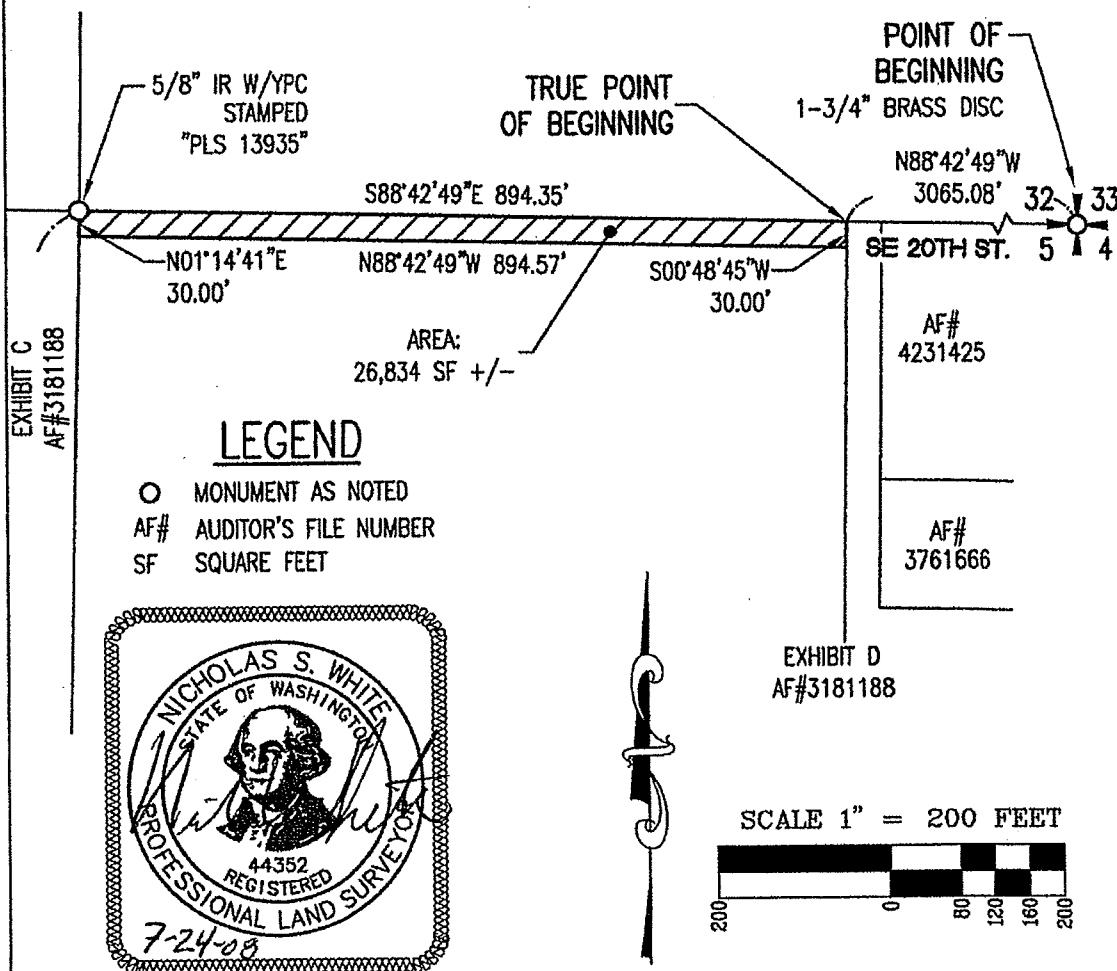 5/8" IR W/YPC
STAMPED
"PLS 13935"
TRUE POINT
OF BEGINNING
POINT OF
BEGINNING
1-3/4" BRASS DISC
N88°42'49"W
3065.08'
32 33
5 4
SE 20TH ST.
S88°42'49"E 894.35'
N01°14'41"E
30.00'
N88°42'49"W 894.57'
S00°48'45"W
30.00'
AREA:
26,834 SF +/-
EXHIBIT C
AF#3181188
AF#
4231425
AF#
3761666
EXHIBIT D
AF#3181188
LEGEND
O MONUMENT AS NOTED
AF# AUDITOR'S FILE NUMBER
SF SQUARE FEET
NICHOLAS S. WHITE
STATE OF WASHINGTON
44352
REGISTERED
PROFESSIONAL LAND SURVEYOR
7-24-08
SCALE 1" = 200 FEET
200 0 80 120 160 200